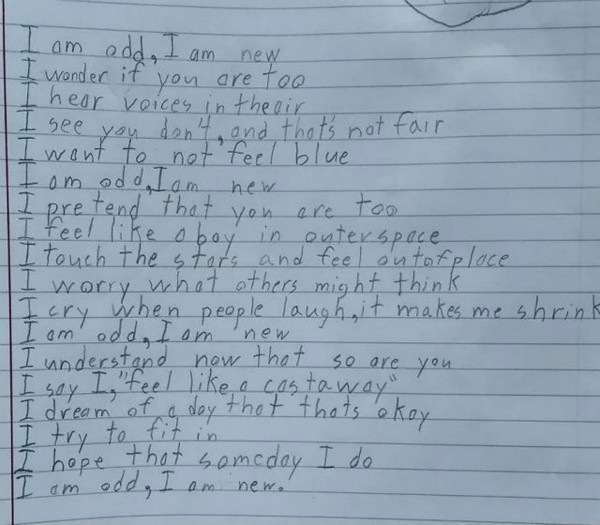 I am odd, I am new
I wonder if you are too
I hear voices in theair
I see you don't, and that's not fair
I want to not feel blue
I am odd, I am new
I pretend that you are too
I feel like a boy in outerspace
I touch the stars and feel outofplace
I worry what others might think
I cry when people laugh, it makes me shrink
I am odd, I am new
I understand now that so are you
I say I, "feel like a castaway"
I dream of a day that thats okay
I try to fit in
I hope that someday I do
I am odd, I am new.